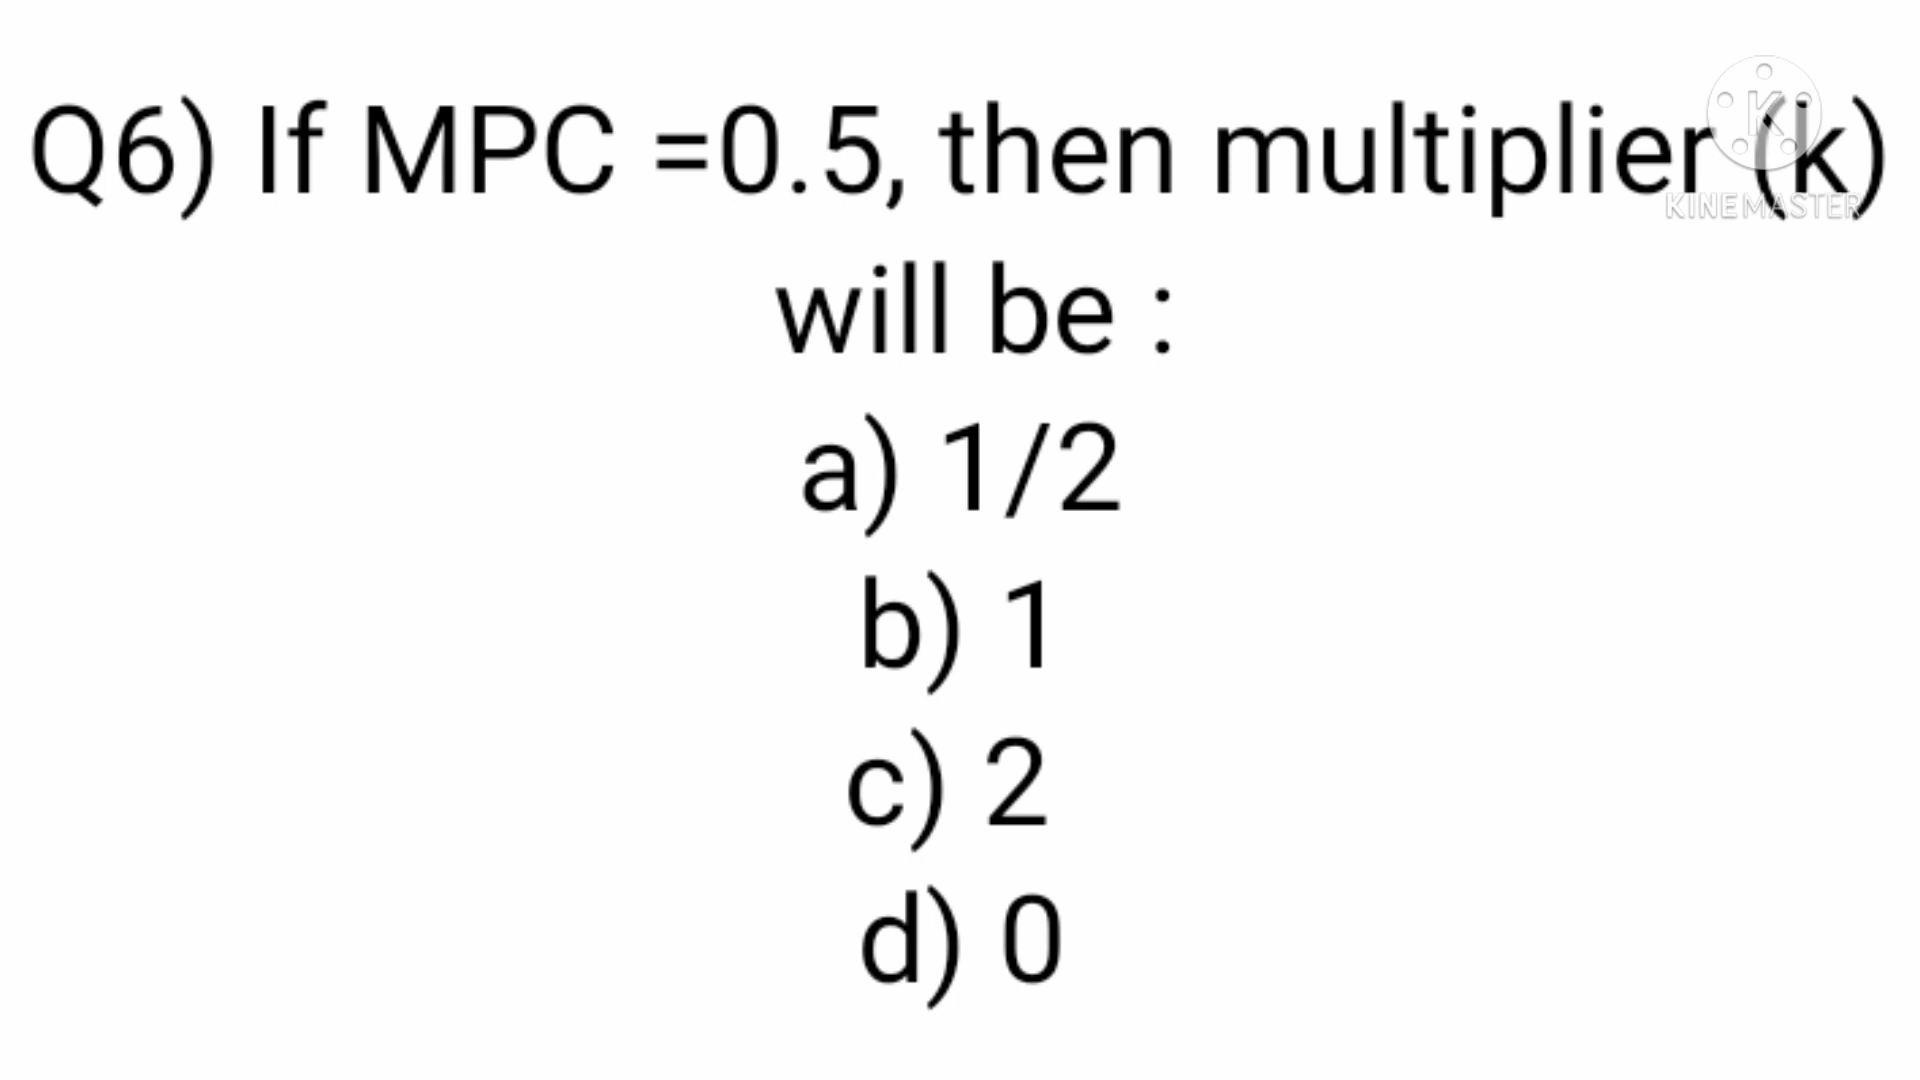 Q6) If MPC =0.5, then multiplier (k)
KINEMASTER
will be :
a) 1/2
b) 1
c) 2
d) 0